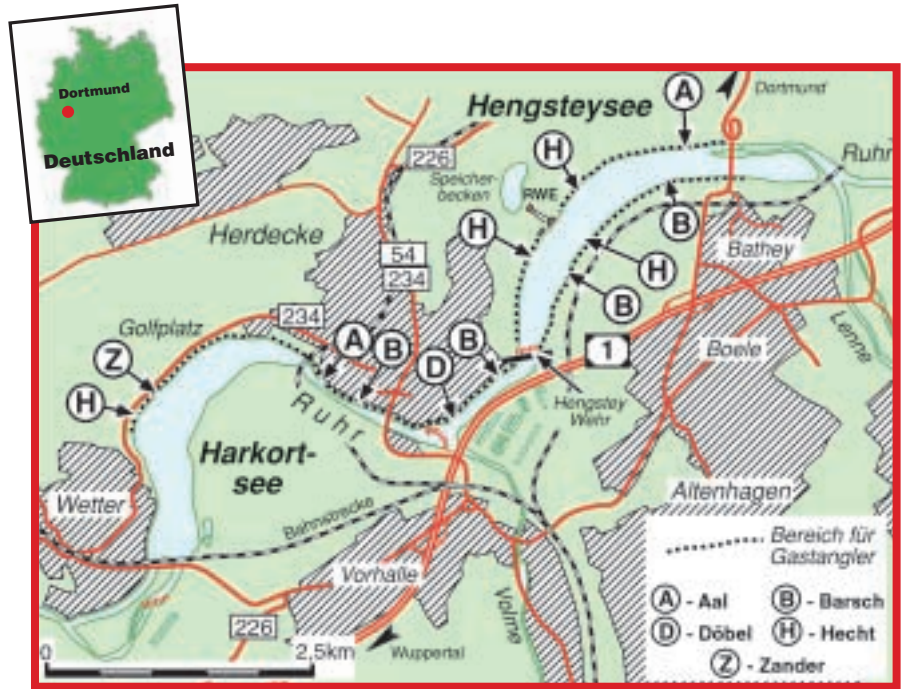 Dortmund
Deutschland
Hengsteysee
A
Dortmund
226
H
Speicher-
becken
RWE
Ruhr
Herdecke
H
B
Bathey
54
234
H
B
Lenne
234
Golfplatz
A
B
D
B
1
Boele
Z
H
Ruhr
Hengstey
Wehr
Harkort-
see
Wetter
Altenhagen
Bahnstrecke
Vorhalle
Volme
226
Wuppertal
0
2,5km
Bereich für
Gastangler
A - Aal
B - Barsch
D - Döbel
H - Hecht
Z - Zander